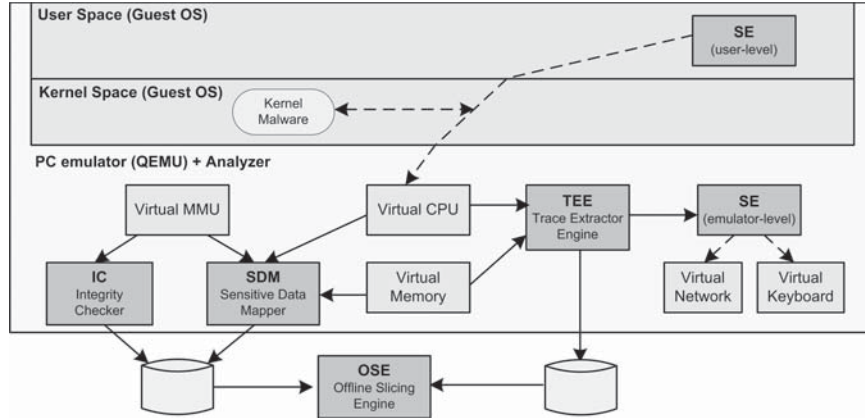 User Space (Guest OS)
SE
(user-level)
Kernel Space (Guest OS)
Kernel
Malware
PC emulator (QEMU) + Analyzer
Virtual MMU
Virtual CPU
TEE
Trace Extractor
Engine
SE
(emulator-level)
IC
Integrity
Checker
SDM
Sensitive Data
Mapper
Virtual
Memory
Virtual
Network
Virtual
Keyboard
OSE
Offline Slicing
Engine